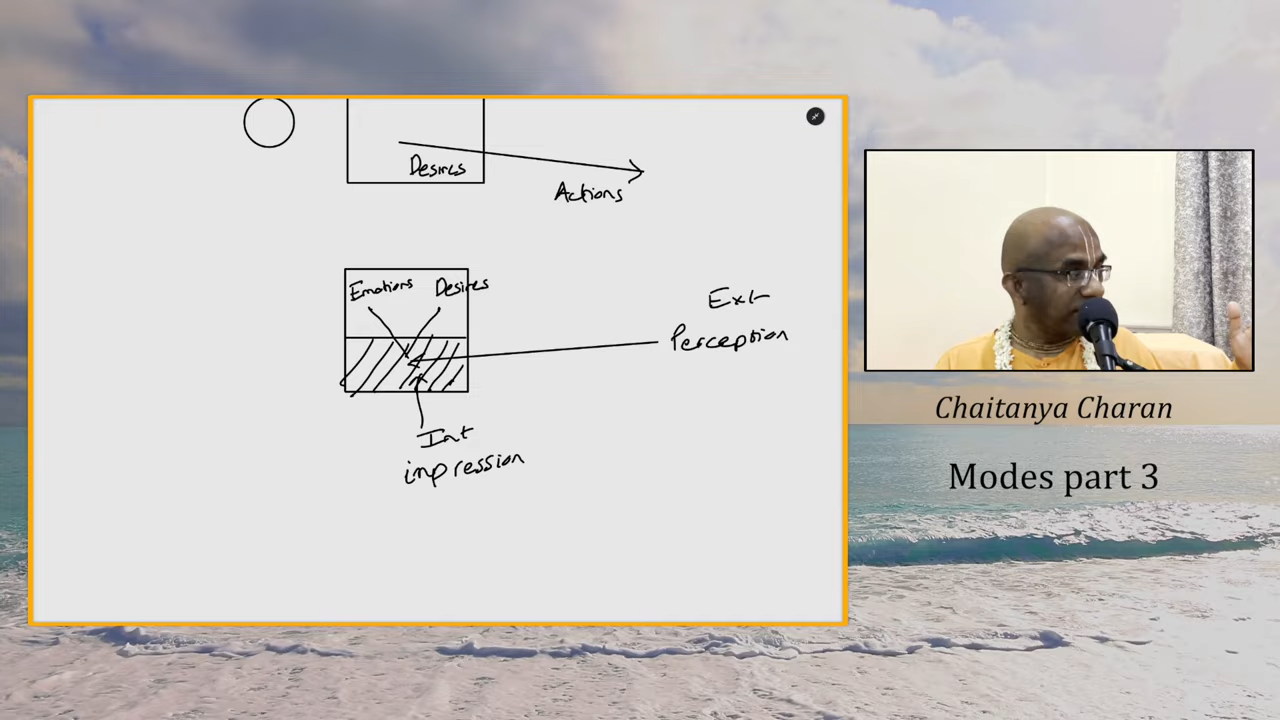 Desires
Actions
Emotions Desires
Ext
Perception
Int
impression
Chaitanya Charan
Modes part 3